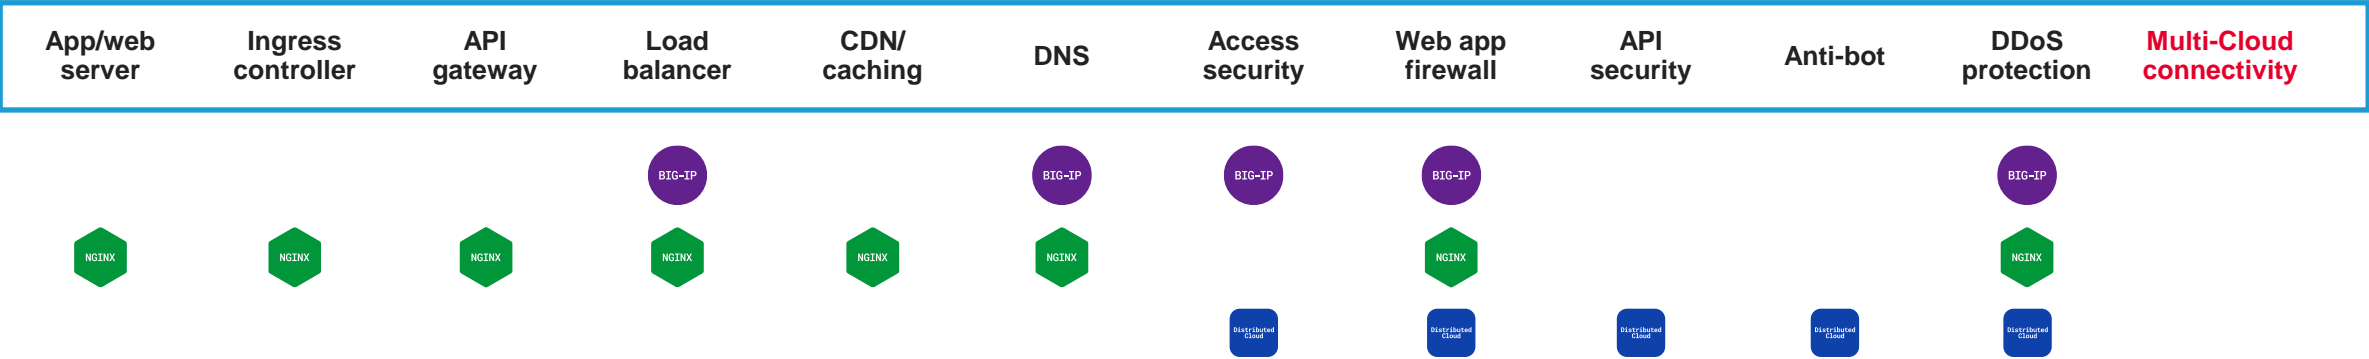 App/web
server
Ingress
controller
API
gateway
Load
balancer
CDN/
caching
DNS
Access
security
Web app
firewall
API
security
Anti-bot
DDoS
protection
Multi-Cloud
connectivity
BIG-IP
BIG-IP
BIG-IP
BIG-IP
BIG-IP
NGINX
NGINX
NGINX
NGINX
NGINX
NGINX
NGINX
NGINX
Distributed
Cloud
Distributed
Cloud
Distributed
Cloud
Distributed
Cloud
Distributed
Cloud